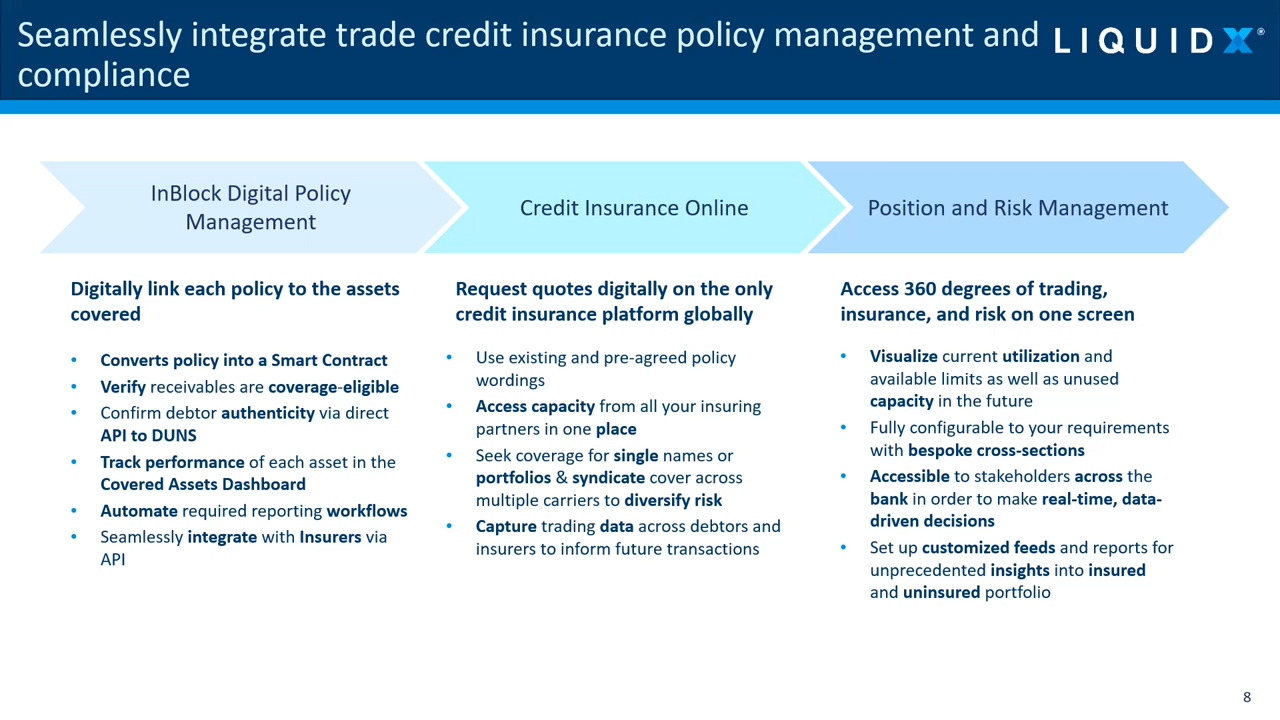 Seamlessly integrate trade credit insurance policy management and
compliance
LIQUIDX®
InBlock Digital Policy
Management
Credit Insurance Online
Position and Risk Management
Digitally link each policy to the assets
covered
• Converts policy into a Smart Contract
• Verify receivables are coverage-eligible
• Confirm debtor authenticity via direct
API to DUNS
• Track performance of each asset in the
Covered Assets Dashboard
• Automate required reporting workflows
• Seamlessly integrate with Insurers via
API
Request quotes digitally on the only
credit insurance platform globally
• Use existing and pre-agreed policy
wordings
• Access capacity from all your insuring
partners in one place
• Seek coverage for single names or
portfolios & syndicate cover across
multiple carriers to diversify risk
• Capture trading data across debtors and
insurers to inform future transactions
Access 360 degrees of trading,
insurance, and risk on one screen
• Visualize current utilization and
available limits as well as unused
capacity in the future
• Fully configurable to your requirements
with bespoke cross-sections
• Accessible to stakeholders across the
bank in order to make real-time, data-
driven decisions
• Set up customized feeds and reports for
unprecedented insights into insured
and uninsured portfolio
8